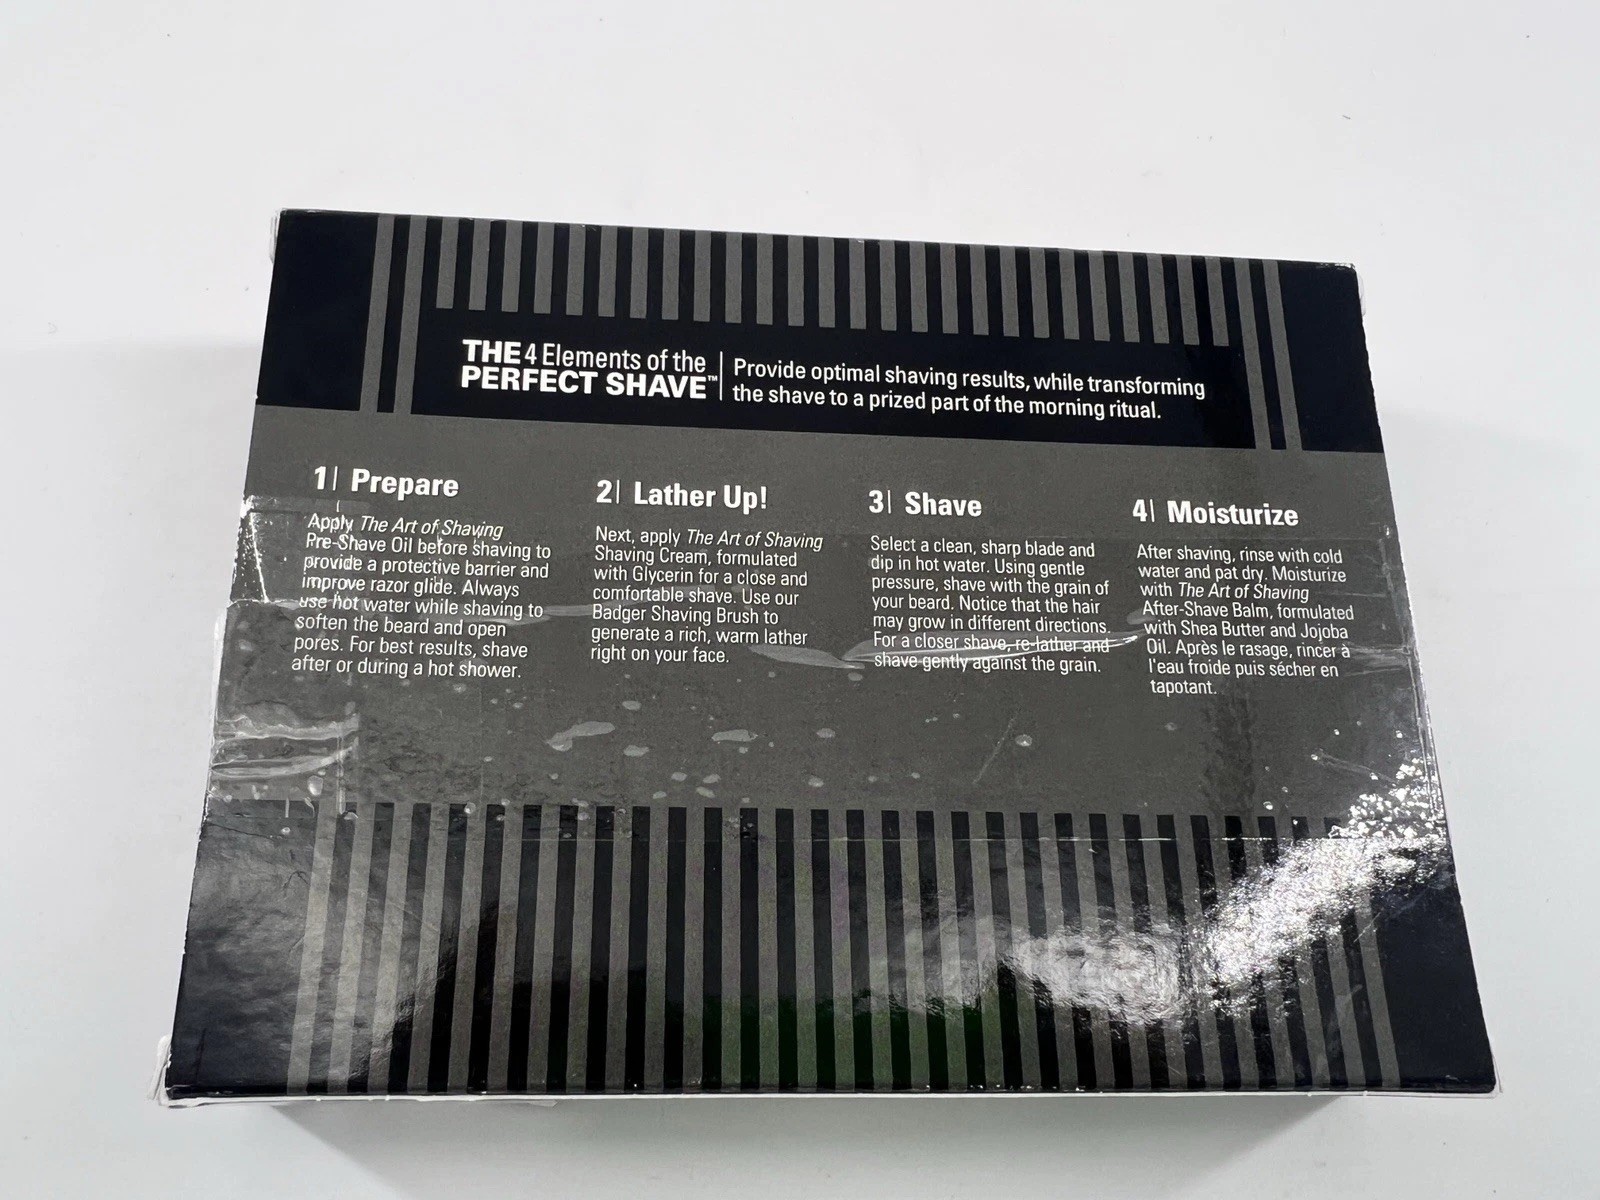 THE 4 Elements of the
PERFECT SHAVE™
Provide optimal shaving results, while transforming
the shave to a prized part of the morning ritual.
1| Prepare
Apply The Art of Shaving
Pre-Shave Oil before shaving to
provide a protective barrier and
improve razor glide. Always
use hot water while shaving to
soften the beard and open
pores. For best results, shave
after or during a hot shower.
2| Lather Up!
Next, apply The Art of Shaving
Shaving Cream, formulated
with Glycerin for a close and
comfortable shave. Use our
Badger Shaving Brush to
generate a rich, warm lather
right on your face.
3| Shave
Select a clean, sharp blade and
dip in hot water. Using gentle
pressure, shave with the grain of
your beard. Notice that the hair
may grow in different directions.
For a closer shave, re-lather and
shave gently against the grain.
4| Moisturize
After shaving, rinse with cold
water and pat dry. Moisturize
with The Art of Shaving
After-Shave Balm, formulated
with Shea Butter and Jojoba
Oil. Après le rasage, rincer à
l'eau froide puis sécher en
tapotant.